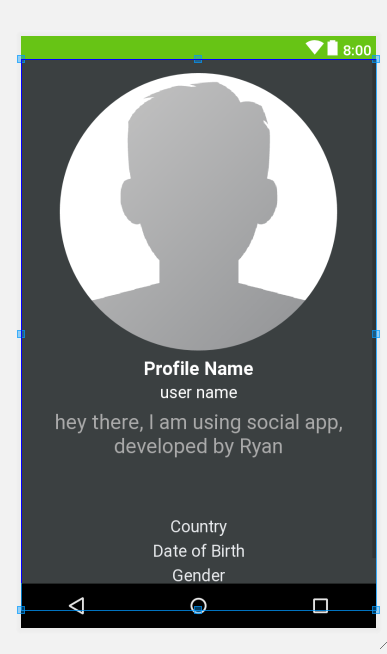 8:00
Profile Name
user name
hey there, I am using social app,
developed by Ryan
Country
Date of Birth
Gender